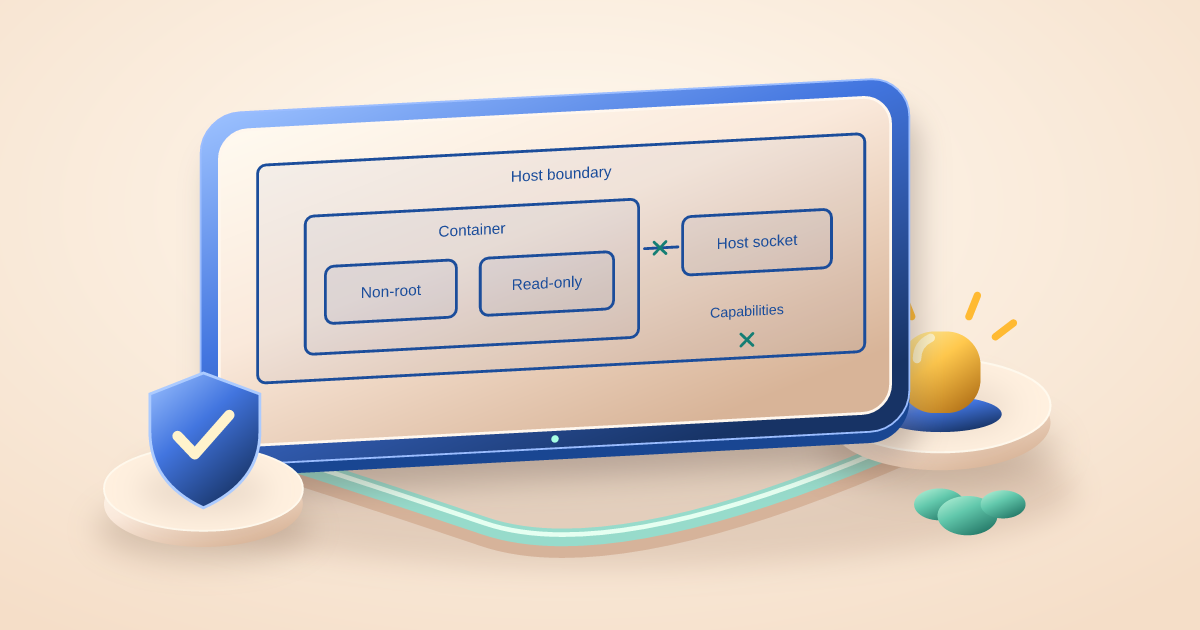 Host boundary
Container
Non-root
Read-only
Host socket
Capabilities